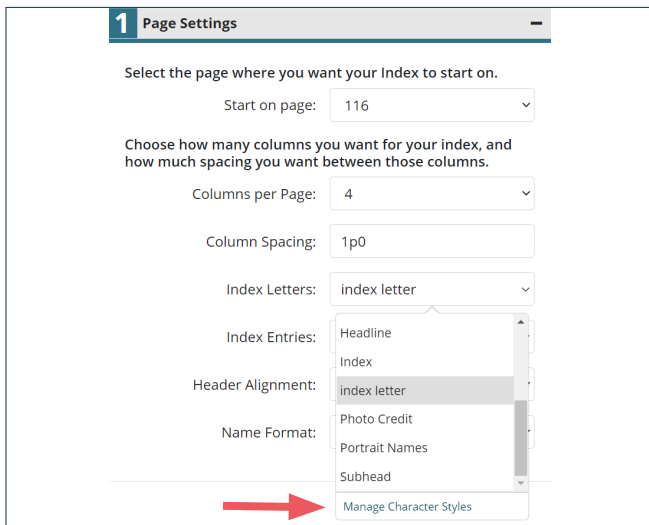 1 Page Settings
Select the page where you want your Index to start on.
Start on page: 116
Choose how many columns you want for your index, and
how much spacing you want between those columns.
Columns per Page: 4
Column Spacing: 1p0
Index Letters: index letter
Index Entries:
Headline
Index
Header Alignment:
index letter
Photo Credit
Name Format:
Portrait Names
Subhead
Manage Character Styles